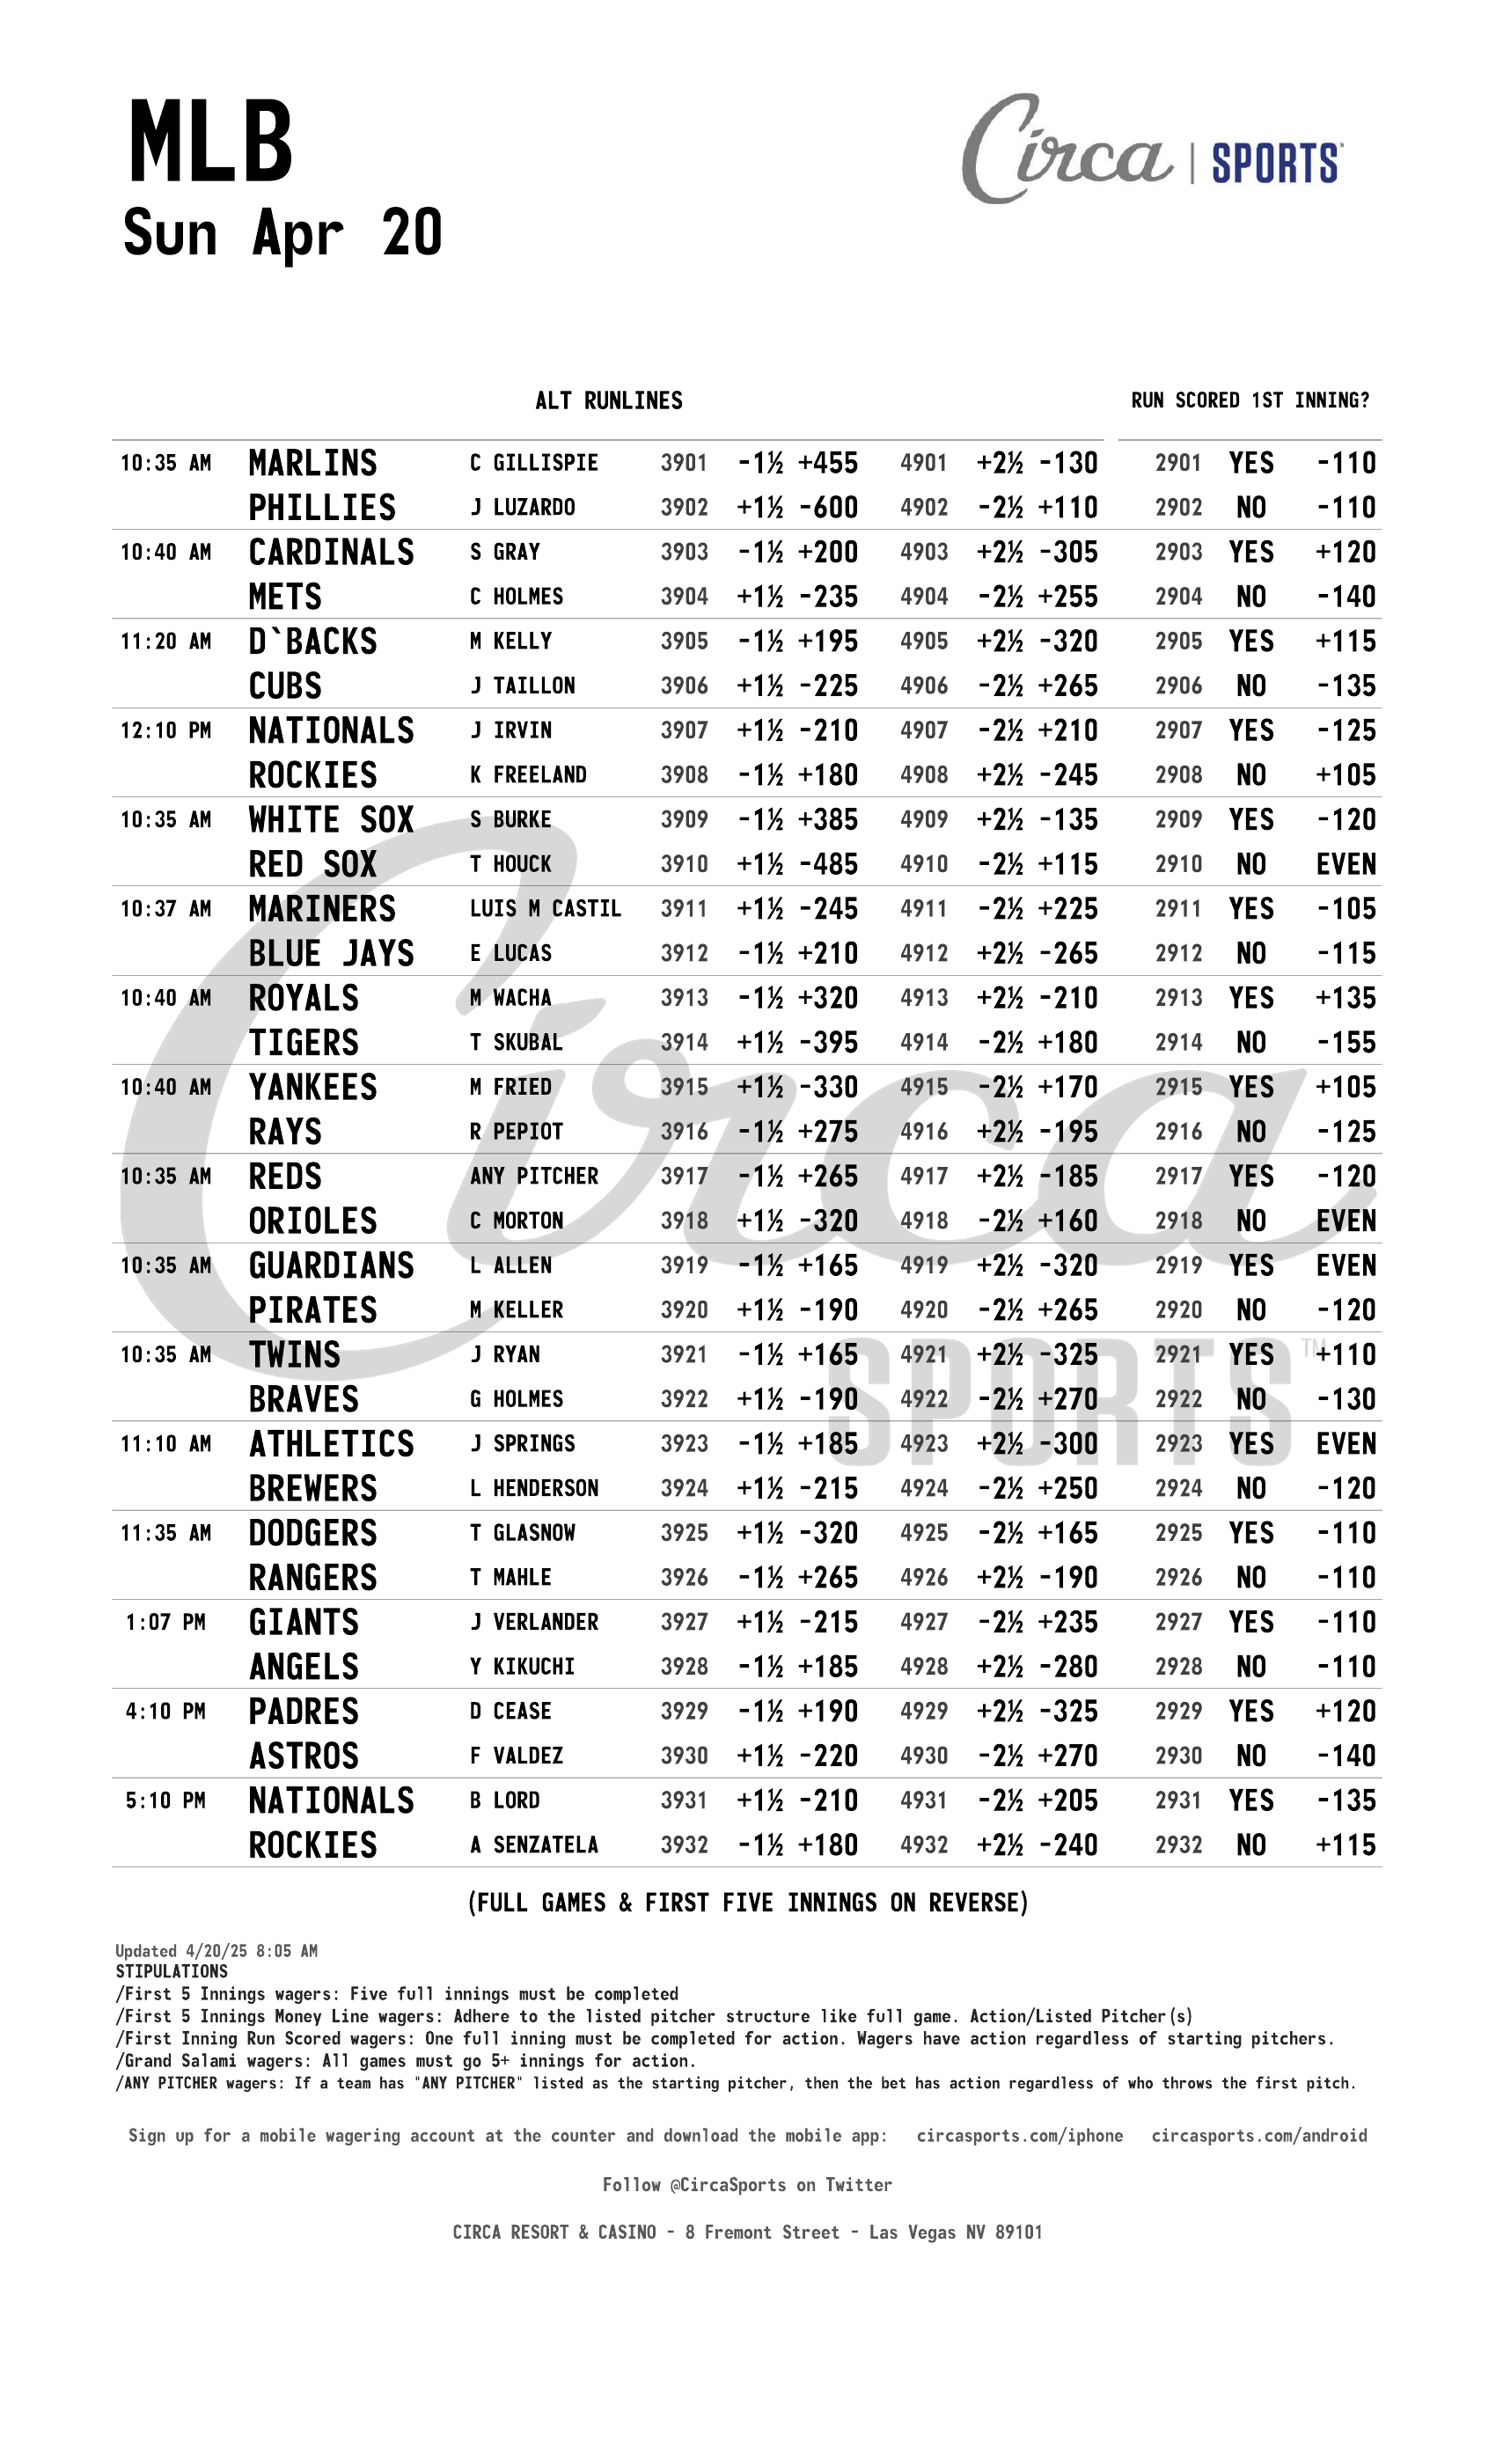 MLB
Circa | SPORTS
Sun Apr 20
ALT RUNLINES RUN SCORED 1ST INNING?
10:35 AM MARLINS C GILLISPIE 3901 -1½ +455 4901 +2½ -130 2901 YES -110
PHILLIES J LUZARDO 3902 +1½ -600 4902 -2½ +110 2902 NO -110
10:40 AM CARDINALS S GRAY 3903 -1½ +200 4903 +2½ -305 2903 YES +120
METS C HOLMES 3904 +1½ -235 4904 -2½ +255 2904 NO -140
11:20 AM D`BACKS M KELLY 3905 -1½ +195 4905 +2½ -320 2905 YES +115
CUBS J TAILLON 3906 +1½ -225 4906 -2½ +265 2906 NO -135
12:10 PM NATIONALS J IRVIN 3907 +1½ -210 4907 -2½ +210 2907 YES -125
ROCKIES K FREELAND 3908 -1½ +180 4908 +2½ -245 2908 NO +105
10:35 AM WHITE SOX S BURKE 3909 -1½ +385 4909 +2½ -135 2909 YES -120
RED SOX T HOUCK 3910 +1½ -485 4910 -2½ +115 2910 NO EVEN
10:37 AM MARINERS LUIS M CASTIL 3911 +1½ -245 4911 -2½ +225 2911 YES -105
BLUE JAYS E LUCAS 3912 -1½ +210 4912 +2½ -265 2912 NO -115
10:40 AM ROYALS M WACHA 3913 -1½ +320 4913 +2½ -210 2913 YES +135
TIGERS T SKUBAL 3914 +1½ -395 4914 -2½ +180 2914 NO -155
10:40 AM YANKEES M FRIED 3915 +1½ -330 4915 -2½ +170 2915 YES +105
RAYS R PEPIOT 3916 -1½ +275 4916 +2½ -195 2916 NO -125
10:35 AM REDS ANY PITCHER 3917 -1½ +265 4917 +2½ -185 2917 YES -120
ORIOLES C MORTON 3918 +1½ -320 4918 -2½ +160 2918 NO EVEN
10:35 AM GUARDIANS L ALLEN 3919 -1½ +165 4919 +2½ -320 2919 YES EVEN
PIRATES M KELLER 3920 +1½ -190 4920 -2½ +265 2920 NO -120
10:35 AM TWINS J RYAN 3921 -1½ +165 4921 +2½ -325 2921 YES +110
BRAVES G HOLMES 3922 +1½ -190 4922 -2½ +270 2922 NO -130
11:10 AM ATHLETICS J SPRINGS 3923 -1½ +185 4923 +2½ -300 2923 YES EVEN
BREWERS L HENDERSON 3924 +1½ -215 4924 -2½ +250 2924 NO -120
11:35 AM DODGERS T GLASNOW 3925 +1½ -320 4925 -2½ +165 2925 YES -110
RANGERS T MAHLE 3926 -1½ +265 4926 +2½ -190 2926 NO -110
1:07 PM GIANTS J VERLANDER 3927 +1½ -215 4927 -2½ +235 2927 YES -110
ANGELS Y KIKUCHI 3928 -1½ +185 4928 +2½ -280 2928 NO -110
4:10 PM PADRES D CEASE 3929 -1½ +190 4929 +2½ -325 2929 YES +120
ASTROS F VALDEZ 3930 +1½ -220 4930 -2½ +270 2930 NO -140
5:10 PM NATIONALS B LORD 3931 +1½ -210 4931 -2½ +205 2931 YES -135
ROCKIES A SENZATELA 3932 -1½ +180 4932 +2½ -240 2932 NO +115
Circa
SPORTS™
(FULL GAMES & FIRST FIVE INNINGS ON REVERSE)
Updated 4/20/25 8:05 AM
STIPULATIONS
/First 5 Innings wagers: Five full innings must be completed
/First 5 Innings Money Line wagers: Adhere to the listed pitcher structure like full game. Action/Listed Pitcher(s)
/First Inning Run Scored wagers: One full inning must be completed for action. Wagers have action regardless of starting pitchers.
/Grand Salami wagers: All games must go 5+ innings for action.
/ANY PITCHER wagers: If a team has "ANY PITCHER" listed as the starting pitcher, then the bet has action regardless of who throws the first pitch.
Sign up for a mobile wagering account at the counter and download the mobile app: circasports.com/iphone circasports.com/android
Follow @CircaSports on Twitter
CIRCA RESORT & CASINO - 8 Fremont Street - Las Vegas NV 89101